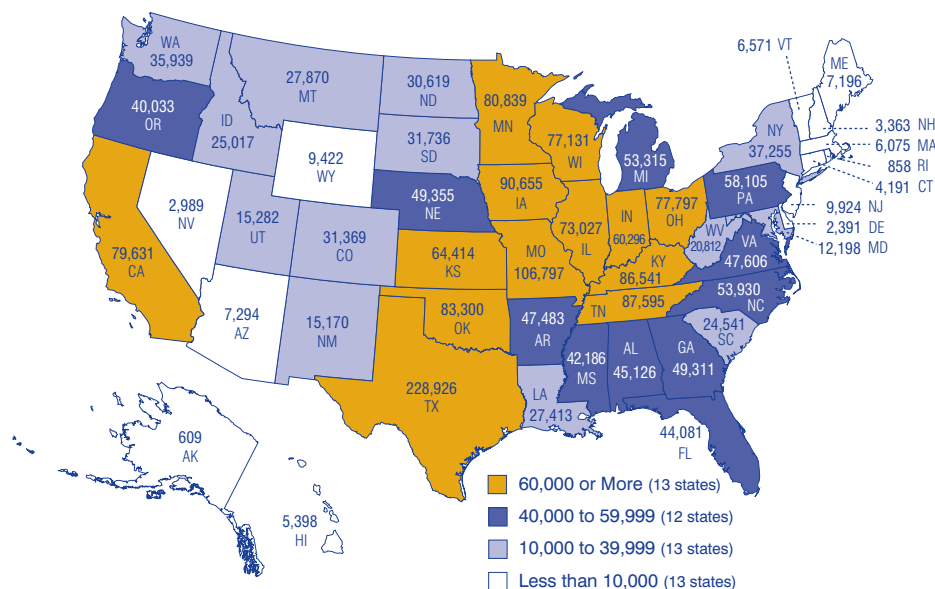 WA
35,939
27,870
MT
30,619
ND
80,839
MN
6,571 VT
ME
7,196
40,033
OR
ID
25,017
9,422
WY
31,736
SD
77,131
WI
53,315
MI
NY
37,255
3,363 NH
6,075 MA
858 RI
4,191 CT
49,355
NE
90,655
IA
58,105
PA
9,924 NJ
2,391 DE
12,198 MD
2,989
NV
15,282
UT
31,369
CO
64,414
KS
MO
106,797
73,027
IL
IN
60,296
77,797
OH
WV
20,812
VA
47,606
79,631
CA
KY
86,541
7,294
AZ
15,170
NM
83,300
OK
47,483
AR
TN 87,595
53,930
NC
24,541
SC
228,926
TX
LA
27,413
42,186
MS
AL
45,126
GA
49,311
44,081
FL
609
AK
5,398
HI
60,000 or More (13 states)
40,000 to 59,999 (12 states)
10,000 to 39,999 (13 states)
Less than 10,000 (13 states)